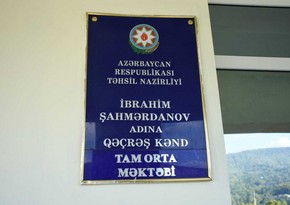 AZƏRBAYCAN
RESPUBLİKASI
TƏHSİL NAZİRLİYİ
İBRAHİM
ŞAHMƏRDANOV
ADINA
QƏÇRƏŞ KƏND
TAM ORTA
MƏKTƏBİ